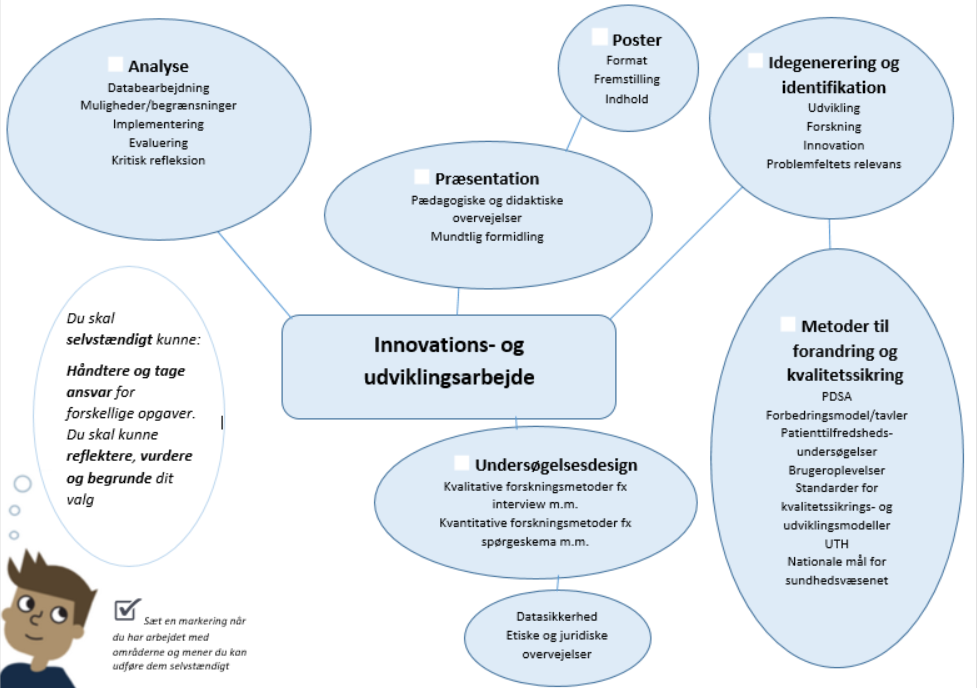 Analyse
Databearbejdning
Muligheder/begrænsninger
Implementering
Evaluering
Kritisk refleksion
Poster
Format
Fremstilling
Indhold
Idegenerering og
identifikation
Udvikling
Forskning
Innovation
Problemfeltets relevans
Præsentation
Pædagogiske og didaktiske
overvejelser
Mundtlig formidling
Innovations- og
udviklingsarbejde
Du skal
selvstændigt kunne:
Håndtere og tage
ansvar for
forskellige opgaver.
Du skal kunne
reflektere, vurdere
og begrunde dit
valg
Metoder til
forandring og
kvalitetssikring
PDSA
Forbedringsmodel/tavler
Patienttilfredsheds-
undersøgelser
Brugeroplevelser
Standarder for
kvalitetssikrings- og
udviklingsmodeller
UTH
Nationale mål for
sundhedsvæsenet
Undersøgelsesdesign
Kvalitative forskningsmetoder fx
interview m.m.
Kvantitative forskningsmetoder fx
spørgeskema m.m.
Datasikkerhed
Etiske og juridiske
overvejelser
Sæt en markering når
du har arbejdet med
områderne og mener du kan
udføre dem selvstændigt